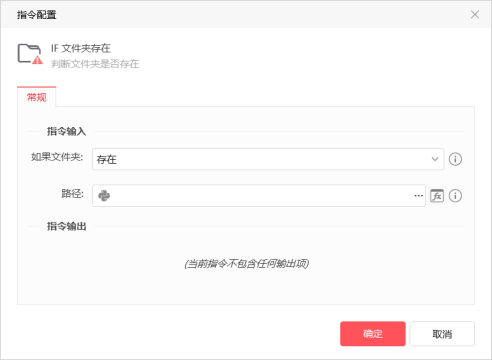 指令配置
IF 文件夹存在
判断文件夹是否存在
常规
指令输入
如果文件夹: 存在
路径:
指令输出
(当前指令不包含任何输出项)
确定 取消